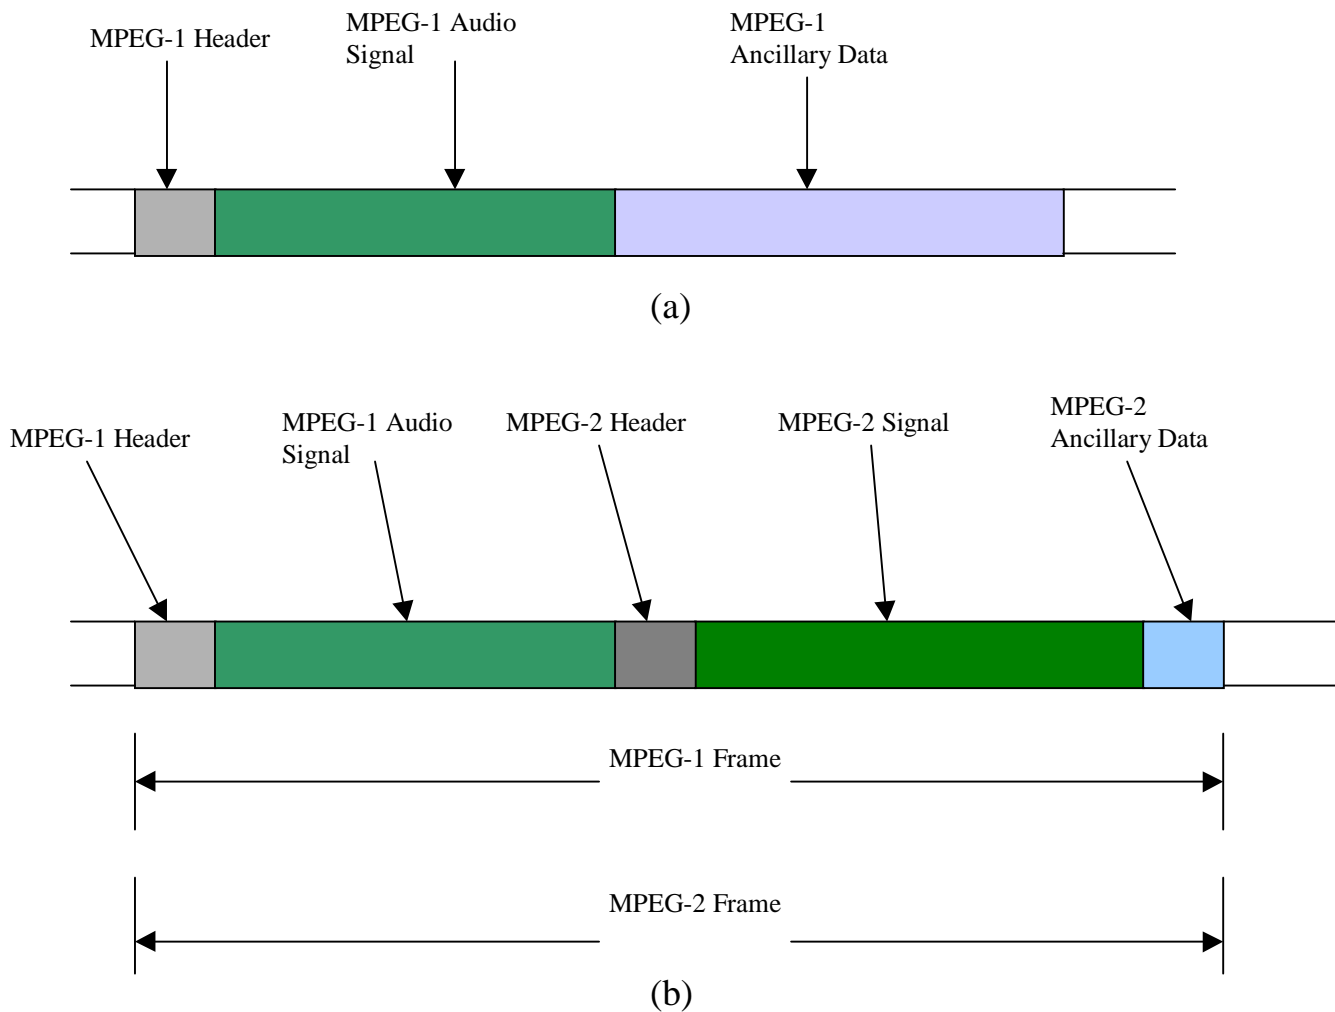 MPEG-1 Header
MPEG-1 Audio
Signal
MPEG-1
Ancillary Data
(a)
MPEG-1 Header
MPEG-1 Audio
Signal
MPEG-2 Header
MPEG-2 Signal
MPEG-2
Ancillary Data
MPEG-1 Frame
MPEG-2 Frame
(b)